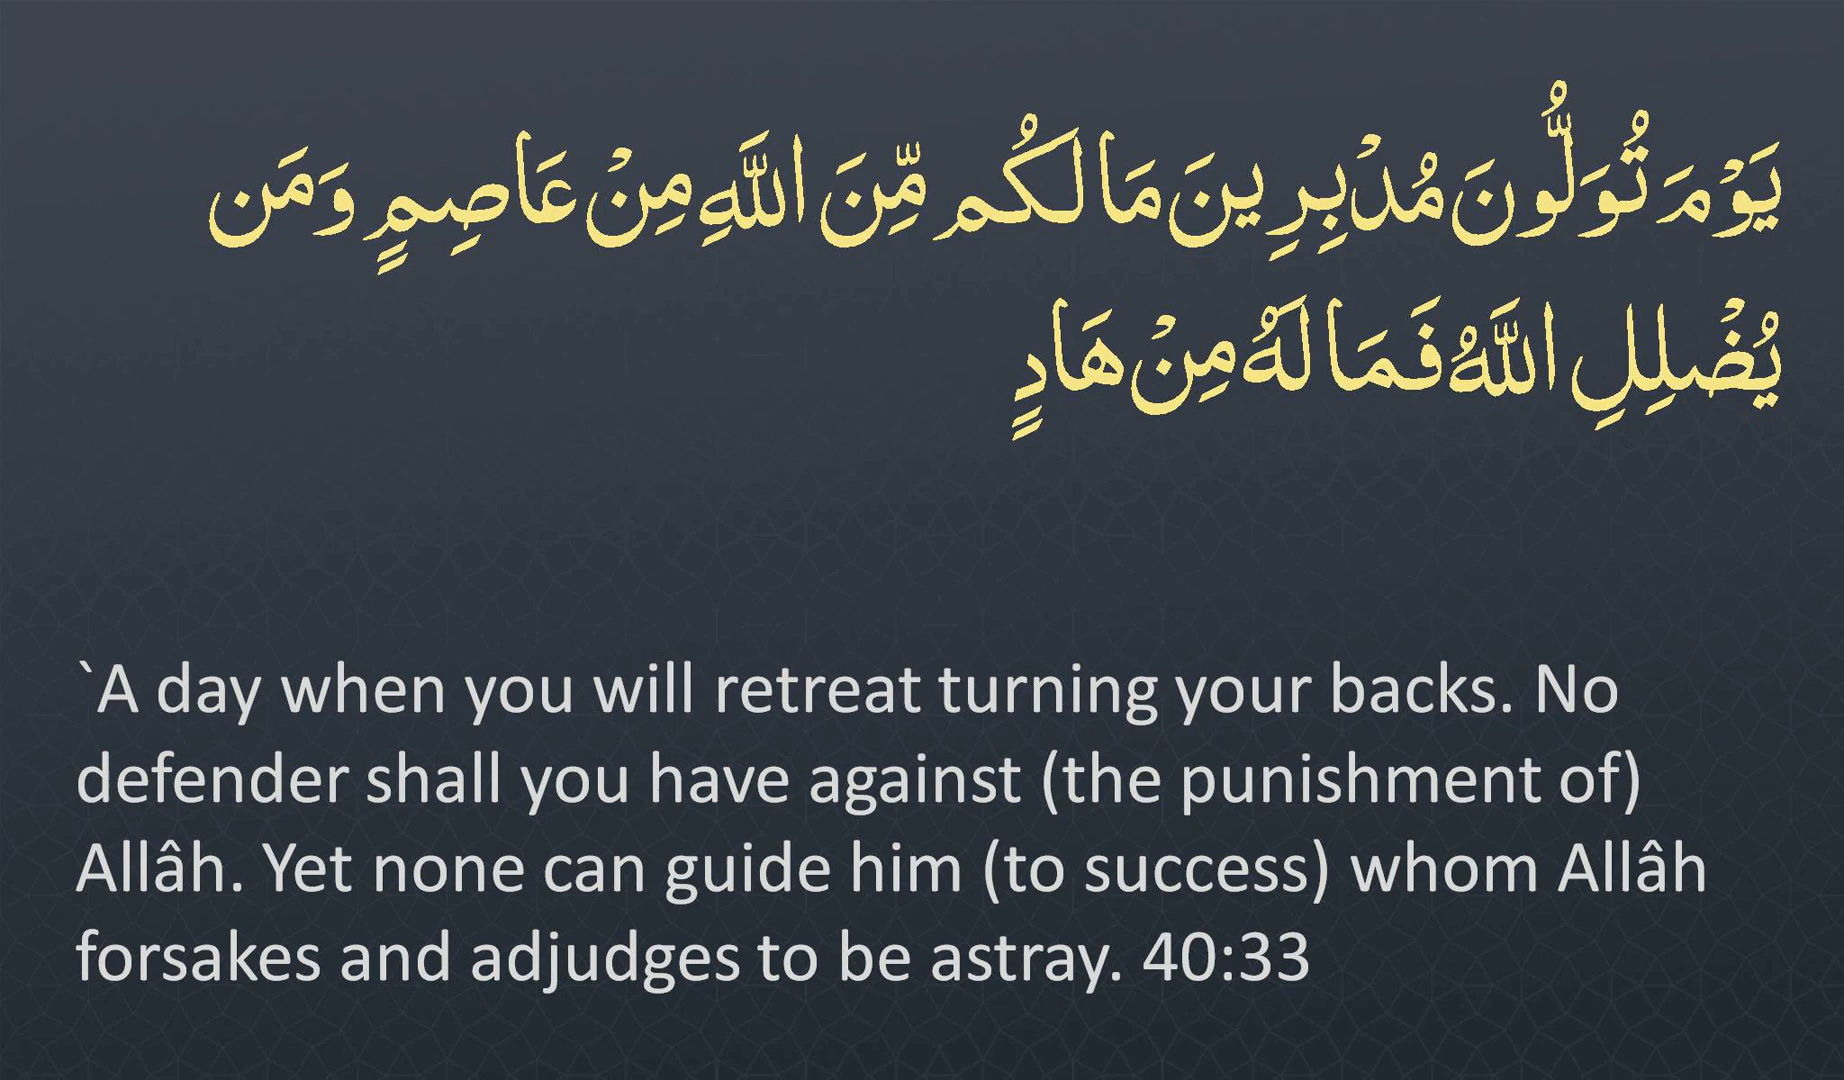 يَوْمَ تُوَلُّونَ مُدْبِرِينَ مَا لَكُم مِّنَ اللَّهِ مِنْ عَاصِمٍ وَمَن
يُضْلِلِ اللَّهُ فَمَا لَهُ مِنْ هَادٍ
`A day when you will retreat turning your backs. No
defender shall you have against (the punishment of)
Allâh. Yet none can guide him (to success) whom Allâh
forsakes and adjudges to be astray. 40:33